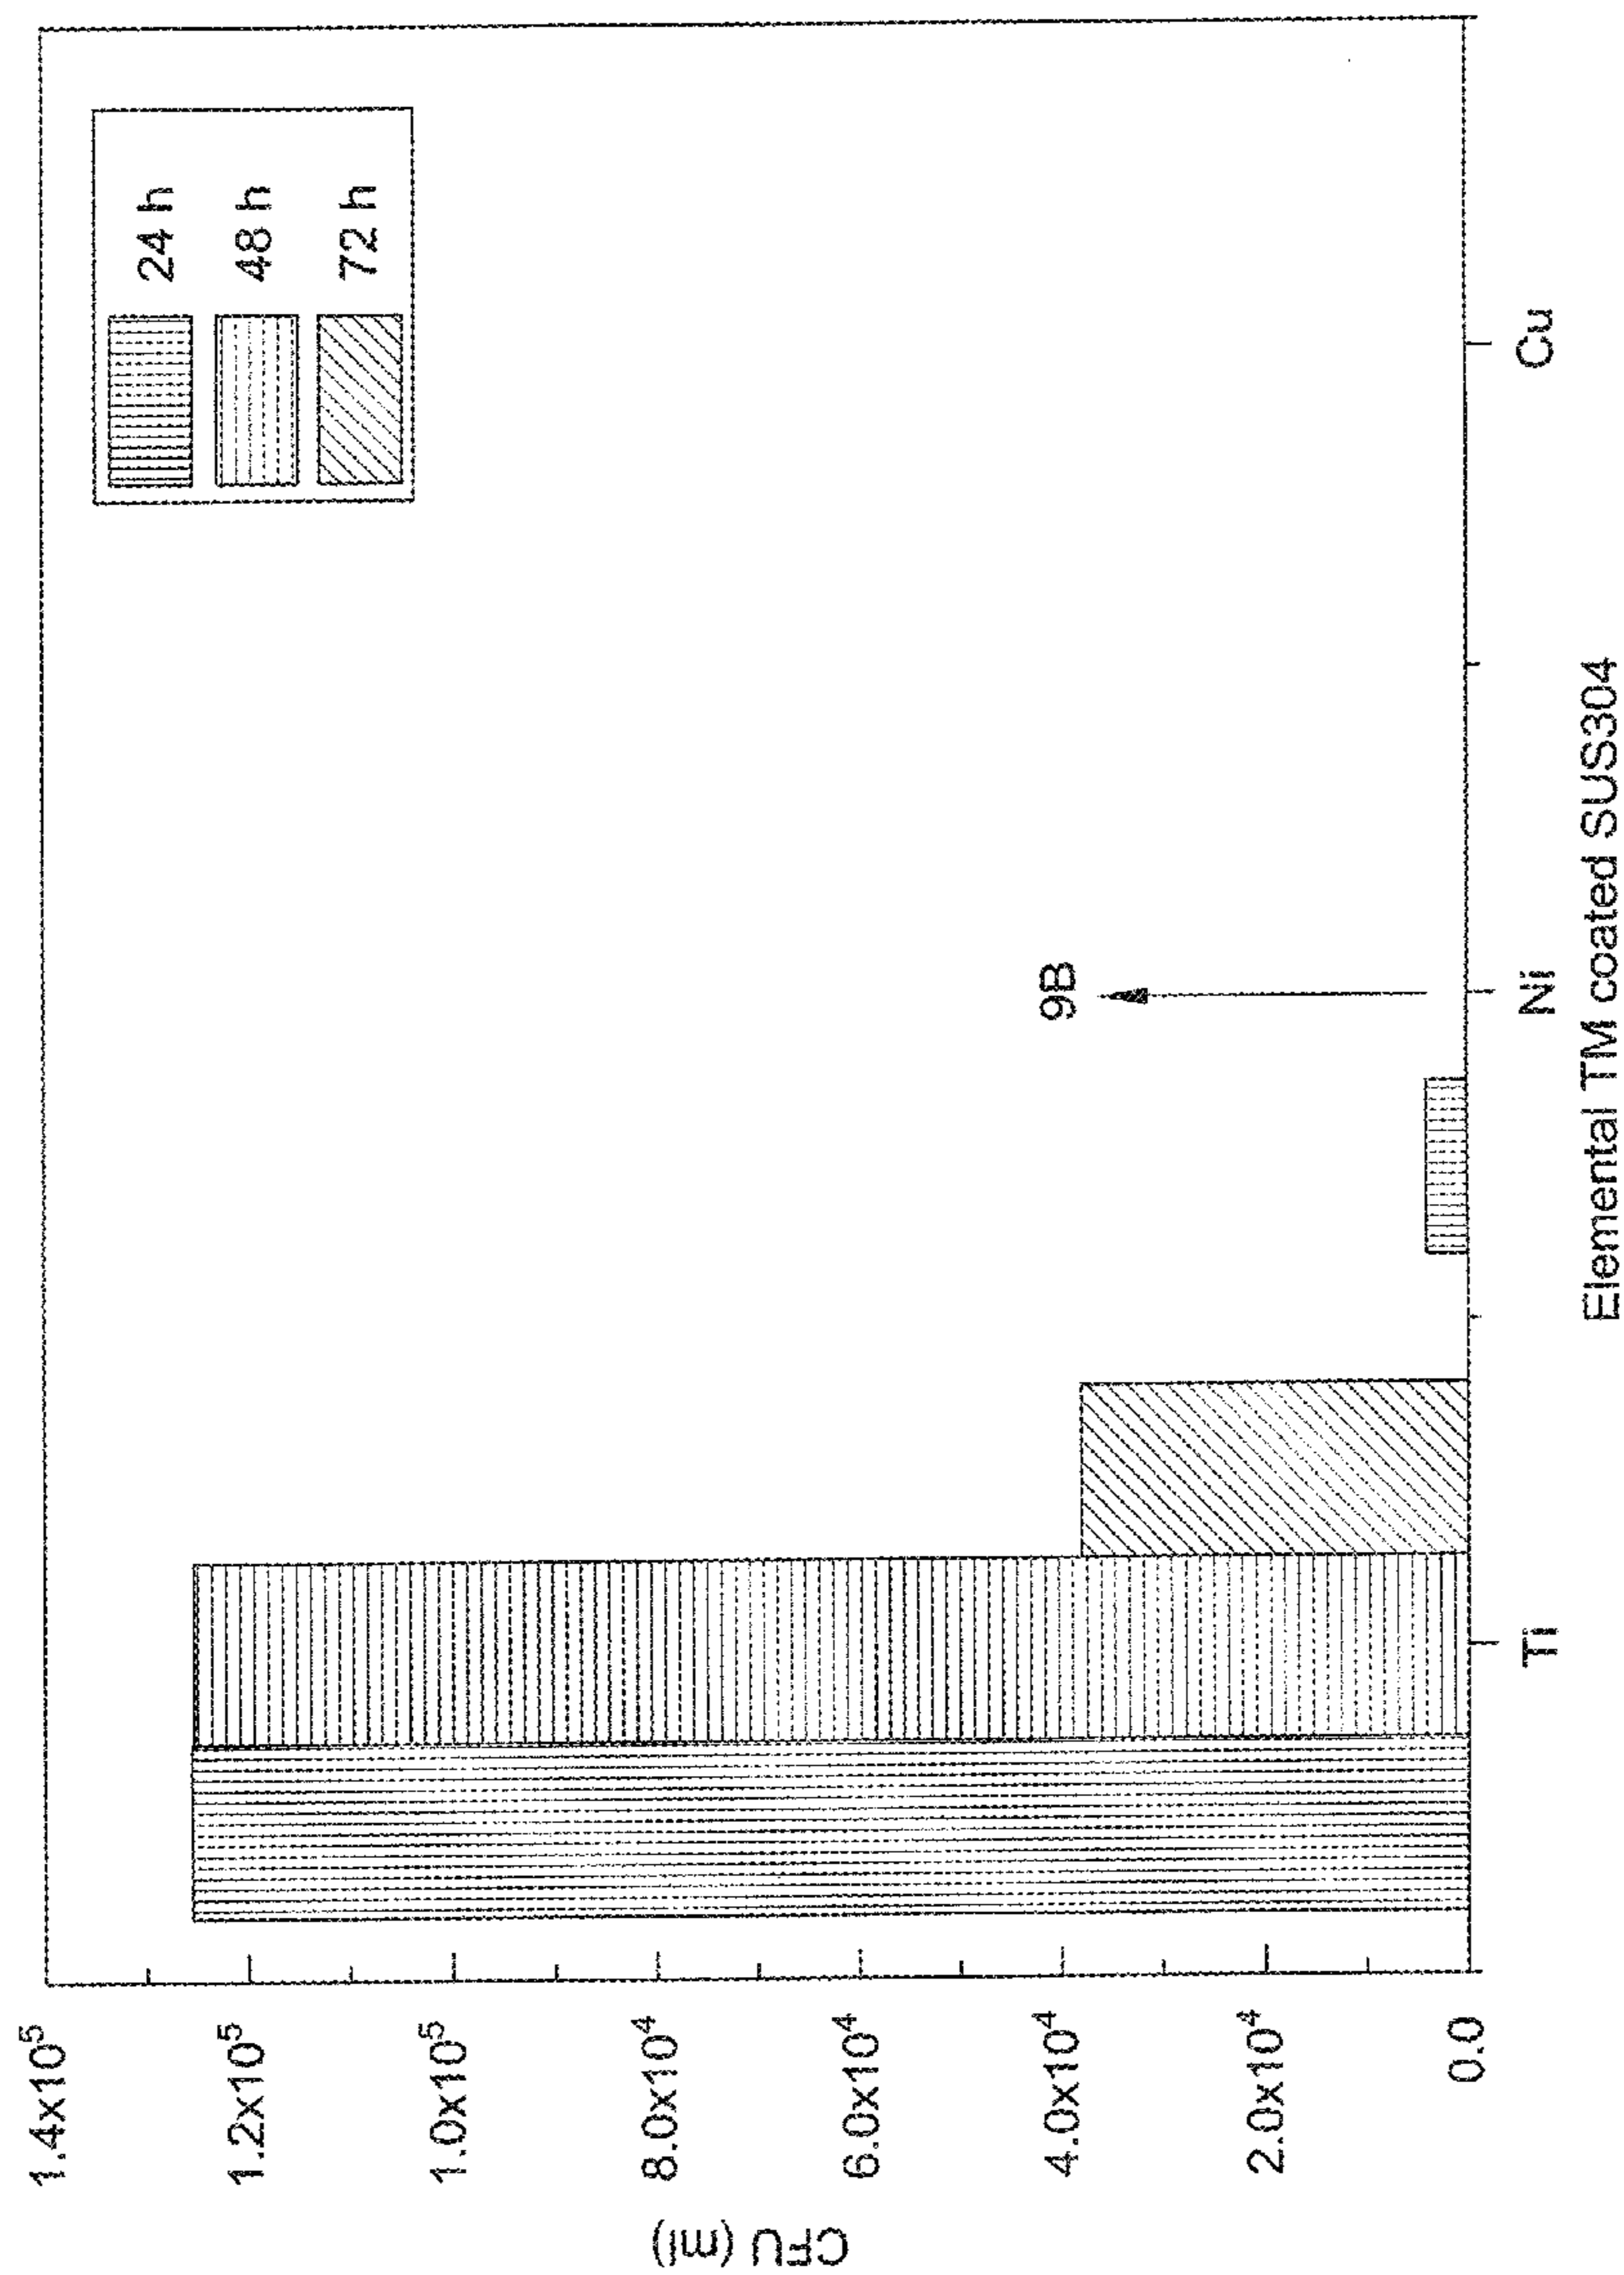 CFU (ml)
1.4x10⁵
1.2x10⁵
1.0x10⁵
8.0x10⁴
6.0x10⁴
4.0x10⁴
2.0x10⁴
0.0
24 h
48 h
72 h
9B
Ti
Ni
Cu
Elemental TM coated SUS304